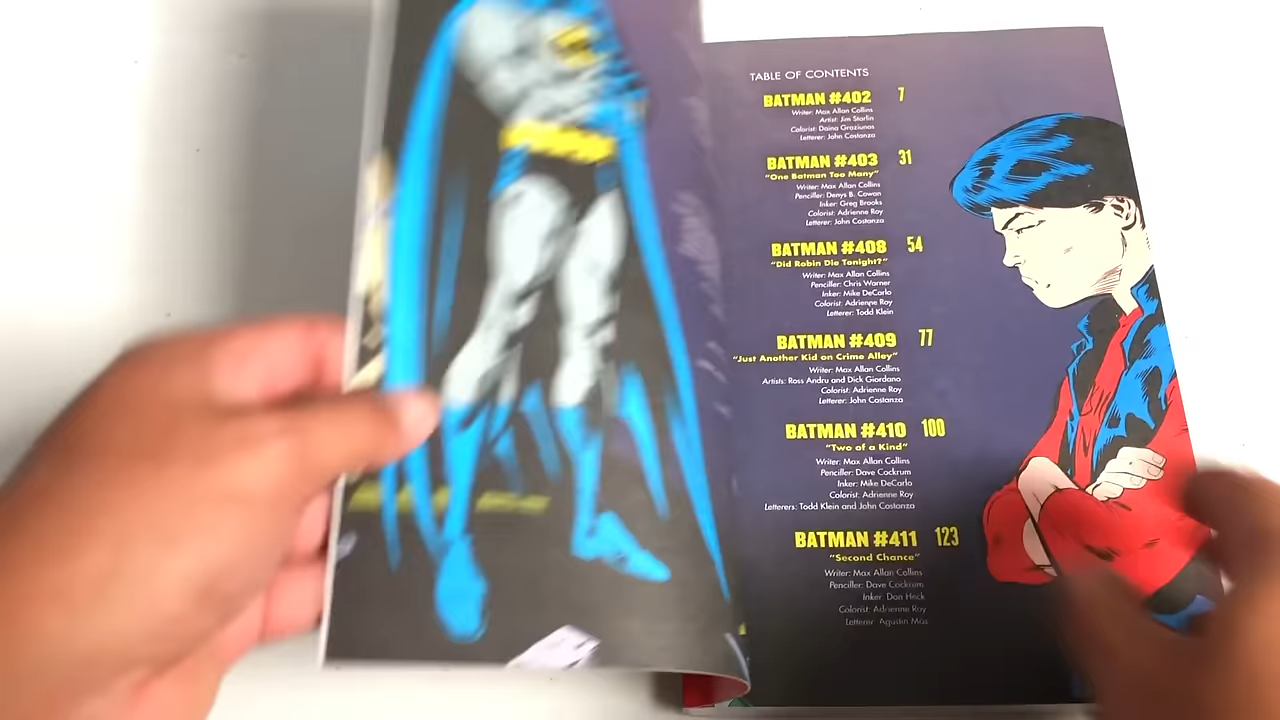 TABLE OF CONTENTS
BATMAN #402 7
Writer: Max Allan Collins
Artist: Jim Starlin
Colorist: Daina Graziunas
Letterer: John Costanza
BATMAN #403 31
"One Batman Too Many"
Writer: Max Allan Collins
Penciller: Denys B. Cowan
Inker: Greg Brooks
Colorist: Adrienne Roy
Letterer: John Costanza
BATMAN #408 54
"Did Robin Die Tonight?"
Writer: Max Allan Collins
Penciller: Chris Warner
Inker: Mike DeCarlo
Colorist: Adrienne Roy
Letterer: Todd Klein
BATMAN #409 77
"Just Another Kid on Crime Alley"
Writer: Max Allan Collins
Artists: Ross Andru and Dick Giordano
Colorist: Adrienne Roy
Letterer: John Costanza
BATMAN #410 100
"Two of a Kind"
Writer: Max Allan Collins
Penciller: Dave Cockrum
Inker: Mike DeCarlo
Colorist: Adrienne Roy
Letterers: Todd Klein and John Costanza
BATMAN #411 123
"Second Chance"
Writer: Max Allan Collins
Penciller: Dave Cockrum
Inker: Don Heck
Colorist: Adrienne Roy
Letterer: Agustin Más